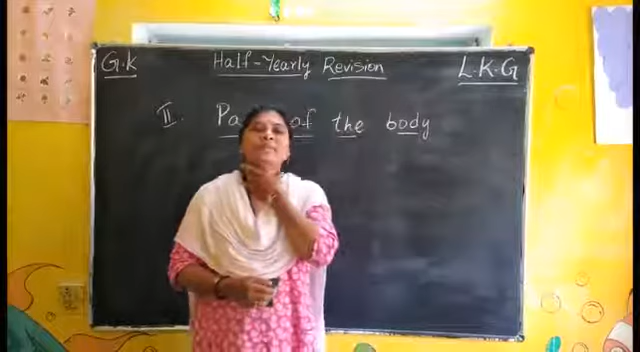 G.K Half-Yearly Revision L.K.G
II. of the body